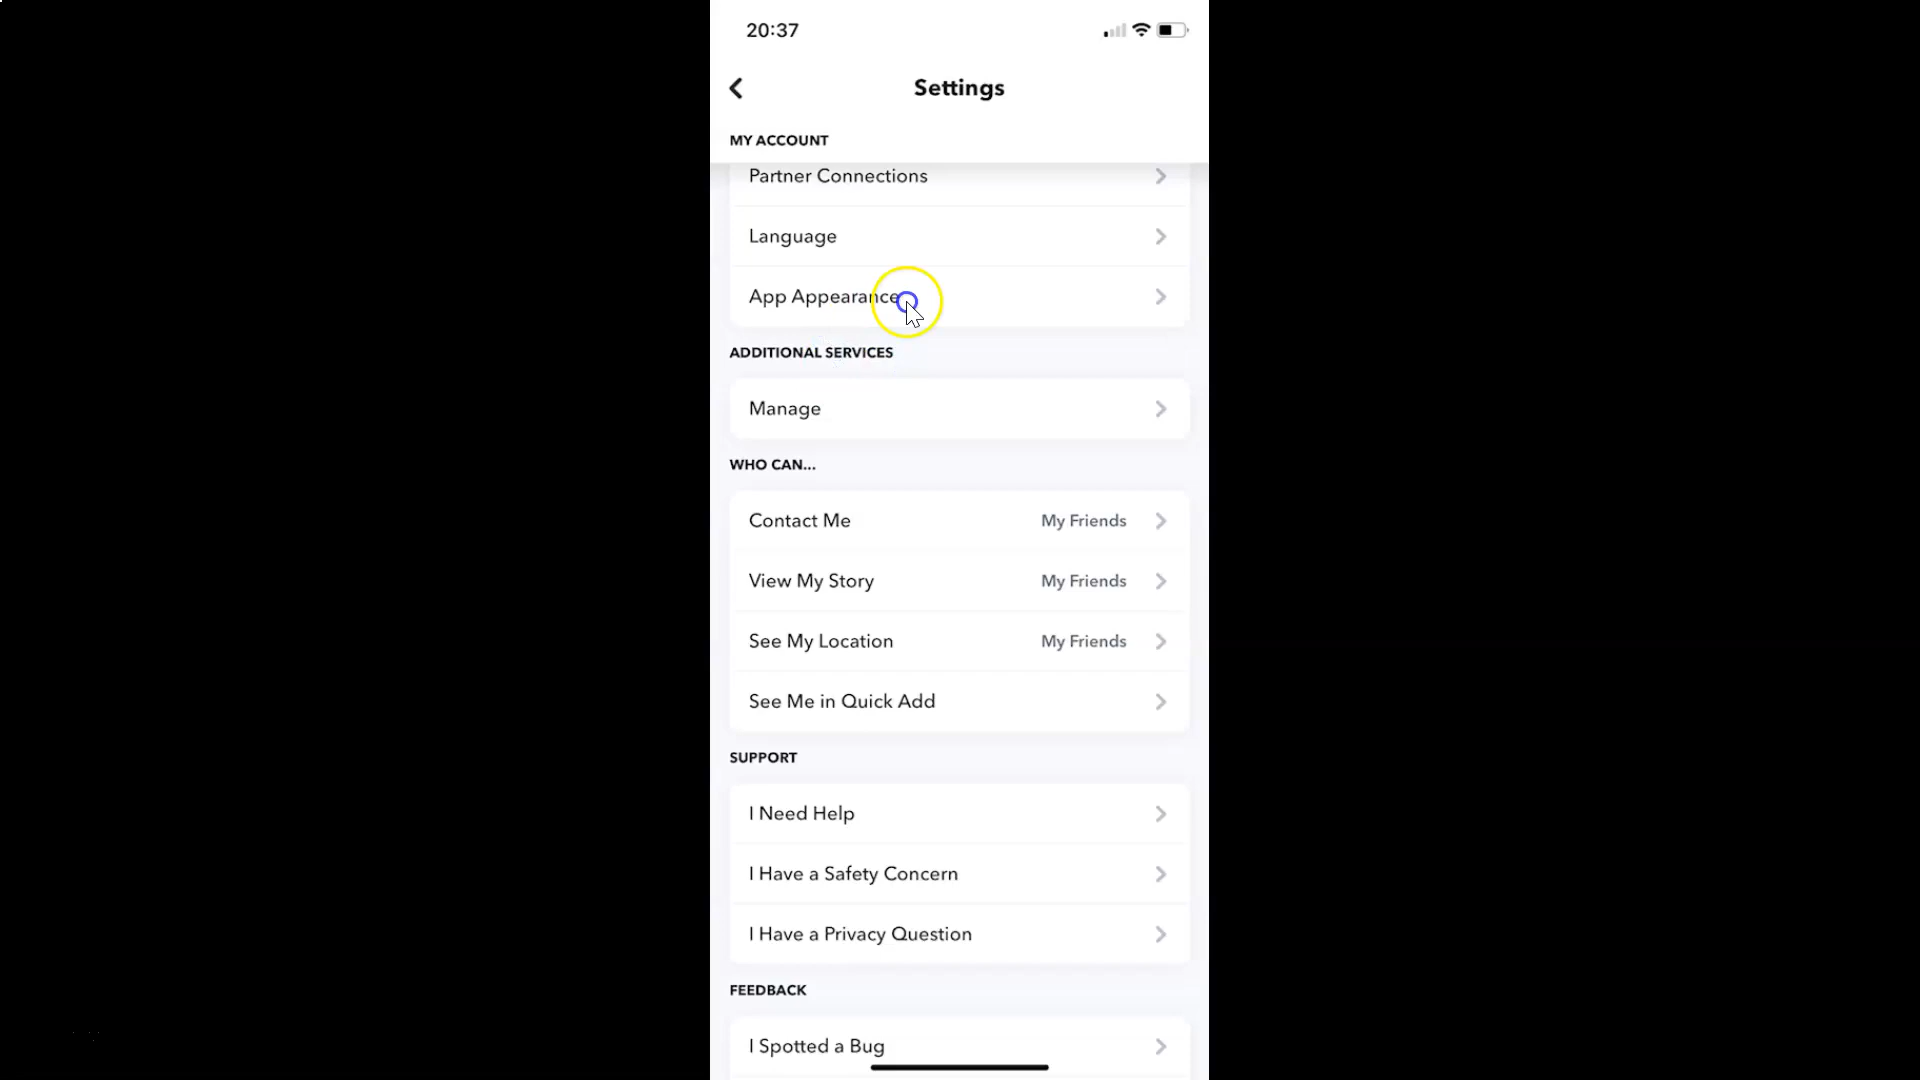 20:37
Settings
MY ACCOUNT
Partner Connections
Language
App Appearance
ADDITIONAL SERVICES
Manage
WHO CAN...
Contact Me My Friends
View My Story My Friends
See My Location My Friends
See Me in Quick Add
SUPPORT
I Need Help
I Have a Safety Concern
I Have a Privacy Question
FEEDBACK
I Spotted a Bug